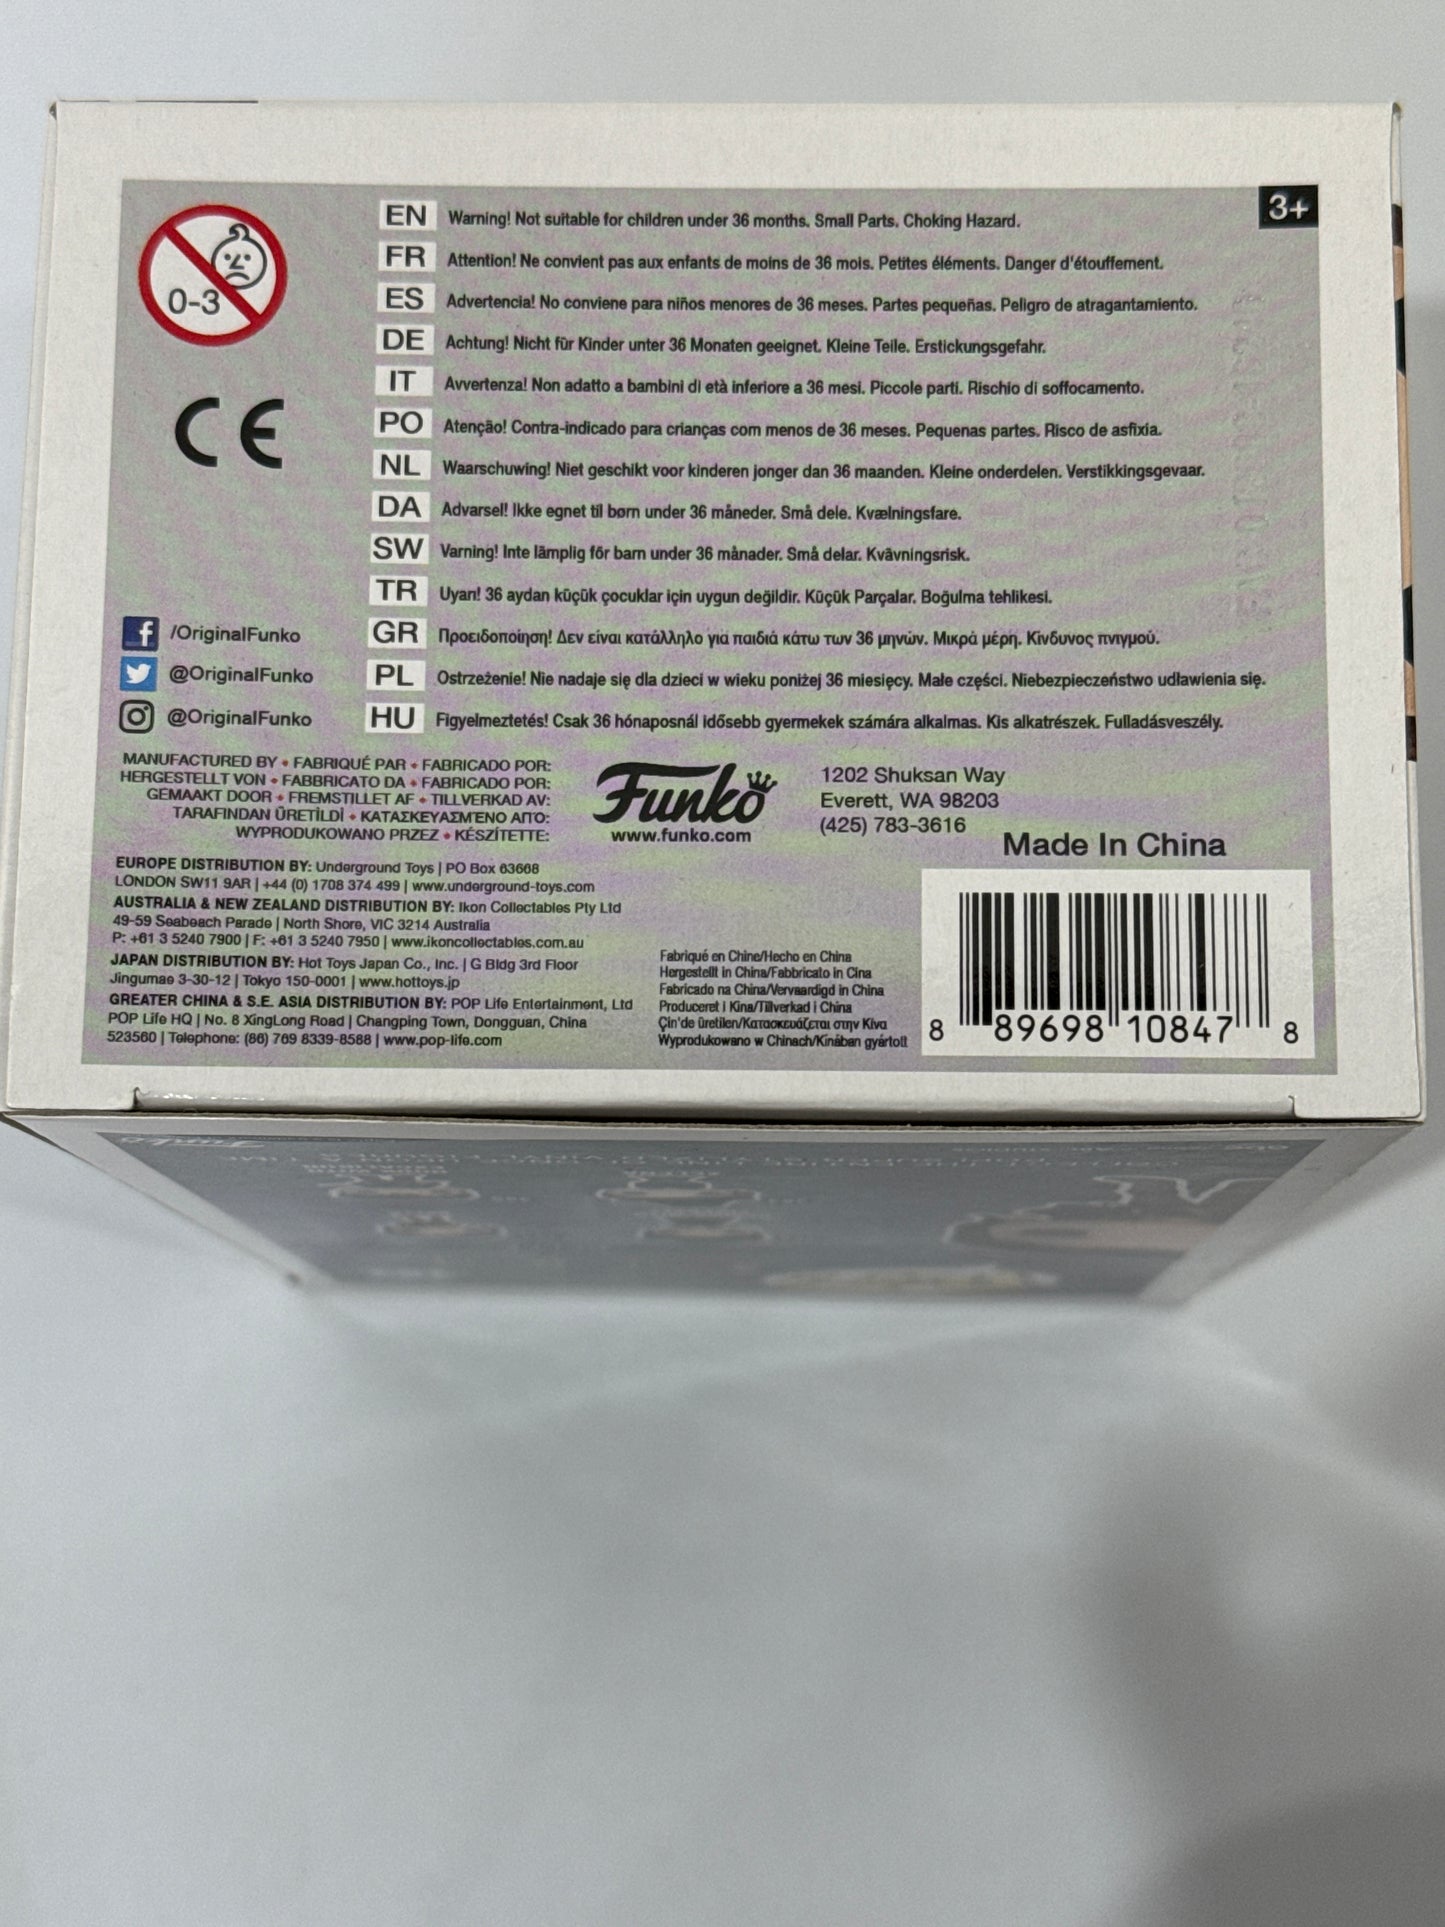 3+
0-3
CE
EN Warning! Not suitable for children under 36 months. Small Parts. Choking Hazard.
FR Attention! Ne convient pas aux enfants de moins de 36 mois. Petites éléments. Danger d'étouffement.
ES Advertencia! No conviene para niños menores de 36 meses. Partes pequeñas. Peligro de atragantamiento.
DE Achtung! Nicht für Kinder unter 36 Monaten geeignet. Kleine Teile. Erstickungsgefahr.
IT Avvertenza! Non adatto a bambini di età inferiore a 36 mesi. Piccole parti. Rischio di soffocamento.
PO Atenção! Contra-indicado para crianças com menos de 36 meses. Pequenas partes. Risco de asfixia.
NL Waarschuwing! Niet geschikt voor kinderen jonger dan 36 maanden. Kleine onderdelen. Verstikkingsgevaar.
DA Advarsel! Ikke egnet til børn under 36 måneder. Små dele. Kvælningsfare.
SW Varning! Inte lämplig för barn under 36 månader. Små delar. Kvävningsrisk.
TR Uyarı! 36 aydan küçük çocuklar için uygun değildir. Küçük Parçalar. Boğulma tehlikesi.
GR Προειδοποίηση! Δεν είναι κατάλληλο για παιδιά κάτω των 36 μηνών. Μικρά μέρη. Κίνδυνος πνιγμού.
PL Ostrzeżenie! Nie nadaje się dla dzieci w wieku poniżej 36 miesięcy. Małe części. Niebezpieczeństwo udławienia się.
HU Figyelmeztetés! Csak 36 hónaposnál idősebb gyermekek számára alkalmas. Kis alkatrészek. Fulladásveszély.
/OriginalFunko
@OriginalFunko
@OriginalFunko
MANUFACTURED BY • FABRIQUÉ PAR • FABRICADO POR:
HERGESTELLT VON • FABBRICATO DA • FABRICADO POR:
GEMAAKT DOOR • FREMSTILLET AF • TILLVERKAD AV:
TARAFINDAN ÜRETİLDİ • ΚΑΤΑΣΚΕΥΑΣΜΈΝΟ ΑΠΌ:
WYPRODUKOWANO PRZEZ • KÉSZÍTETTE:
Funko
www.funko.com
1202 Shuksan Way
Everett, WA 98203
(425) 783-3616
Made In China
EUROPE DISTRIBUTION BY: Underground Toys | PO Box 63668
LONDON SW11 9AR | +44 (0) 1708 374 499 | www.underground-toys.com
AUSTRALIA & NEW ZEALAND DISTRIBUTION BY: Ikon Collectables Pty Ltd
49-59 Seabeach Parade | North Shore, VIC 3214 Australia
P: +61 3 5240 7900 | F: +61 3 5240 7950 | www.ikoncollectables.com.au
JAPAN DISTRIBUTION BY: Hot Toys Japan Co., Inc. | G Bldg 3rd Floor
Jingumae 3-30-12 | Tokyo 150-0001 | www.hottoys.jp
GREATER CHINA & S.E. ASIA DISTRIBUTION BY: POP Life Entertainment, Ltd
POP Life HQ | No. 8 XingLong Road | Changping Town, Dongguan, China
523560 | Telephone: (86) 769 8339-8588 | www.pop-life.com
Fabriqué en Chine/Hecho en China
Hergestellt in China/Fabbricato in Cina
Fabricado na China/Vervaardigd in China
Produceret i Kina/Tillverkad i China
Çin'de üretilen/Κατασκευάζεται στην Κίνα
Wyprodukowano w Chinach/Kínában gyártott
8 89698 10847 8
Funko